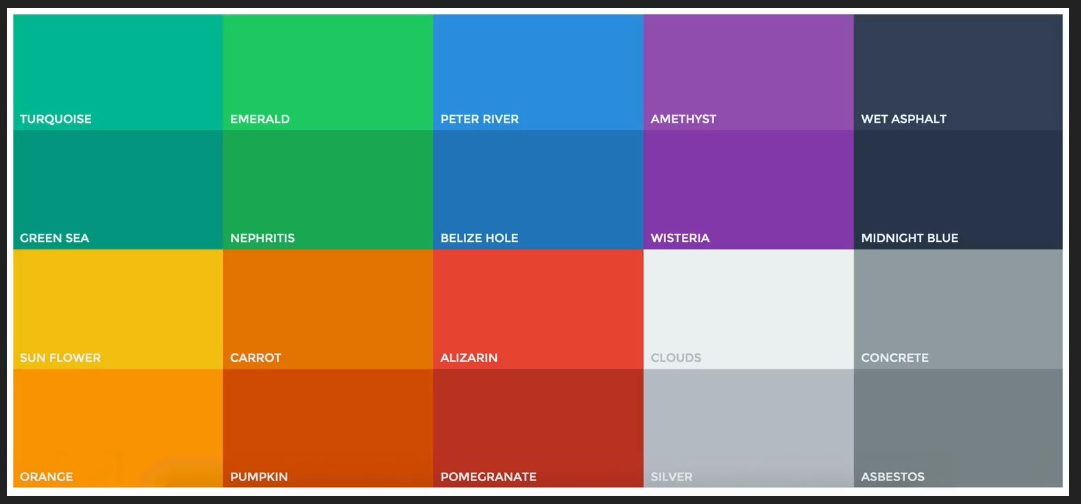 TURQUOISE
EMERALD
PETER RIVER
AMETHYST
WET ASPHALT
GREEN SEA
NEPHRITIS
BELIZE HOLE
WISTERIA
MIDNIGHT BLUE
SUN FLOWER
CARROT
ALIZARIN
CLOUDS
CONCRETE
ORANGE
PUMPKIN
POMEGRANATE
SILVER
ASBESTOS